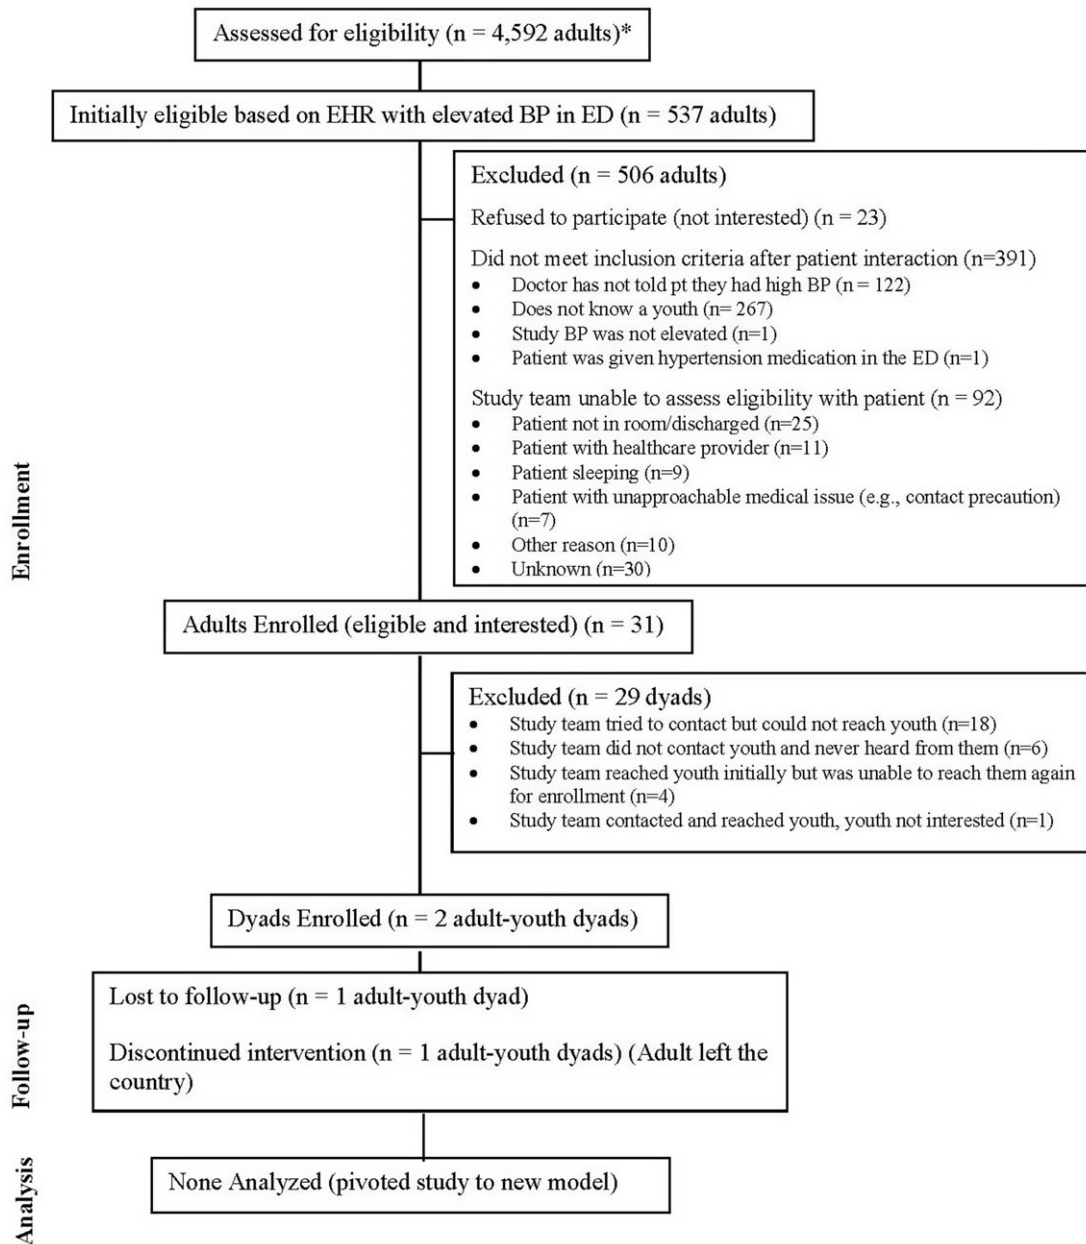 Assessed for eligibility (n = 4,592 adults)*
Initially eligible based on EHR with elevated BP in ED (n = 537 adults)
Excluded (n = 506 adults)
Refused to participate (not interested) (n = 23)
Did not meet inclusion criteria after patient interaction (n=391)
• Doctor has not told pt they had high BP (n = 122)
• Does not know a youth (n= 267)
• Study BP was not elevated (n=1)
• Patient was given hypertension medication in the ED (n=1)
Study team unable to assess eligibility with patient (n = 92)
• Patient not in room/discharged (n=25)
• Patient with healthcare provider (n=11)
• Patient sleeping (n=9)
• Patient with unapproachable medical issue (e.g., contact precaution)
(n=7)
• Other reason (n=10)
• Unknown (n=30)
Enrollment
Adults Enrolled (eligible and interested) (n = 31)
Excluded (n = 29 dyads)
• Study team tried to contact but could not reach youth (n=18)
• Study team did not contact youth and never heard from them (n=6)
• Study team reached youth initially but was unable to reach them again
for enrollment (n=4)
• Study team contacted and reached youth, youth not interested (n=1)
Dyads Enrolled (n = 2 adult-youth dyads)
Follow-up
Lost to follow-up (n = 1 adult-youth dyad)
Discontinued intervention (n = 1 adult-youth dyads) (Adult left the
country)
Analysis
None Analyzed (pivoted study to new model)